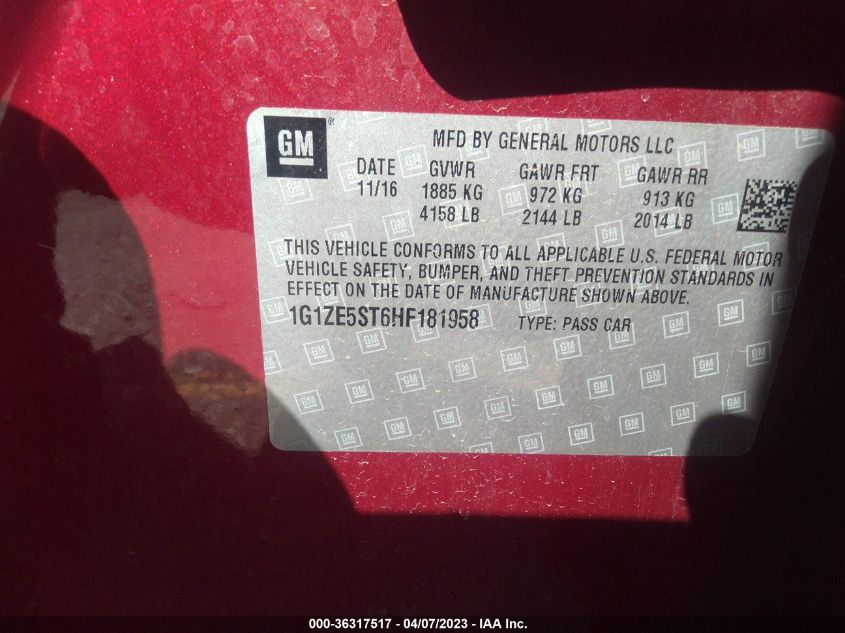 GM ® MFD BY GENERAL MOTORS LLC
DATE GVWR GAWR FRT GAWR RR
11/16 1885 KG 972 KG 913 KG
4158 LB 2144 LB 2014 LB
THIS VEHICLE CONFORMS TO ALL APPLICABLE U.S. FEDERAL MOTOR
VEHICLE SAFETY, BUMPER, AND THEFT PREVENTION STANDARDS IN
EFFECT ON THE DATE OF MANUFACTURE SHOWN ABOVE.
1G1ZE5ST6HF181958 TYPE: PASS CAR
000-36317517 - 04/07/2023 - IAA Inc.